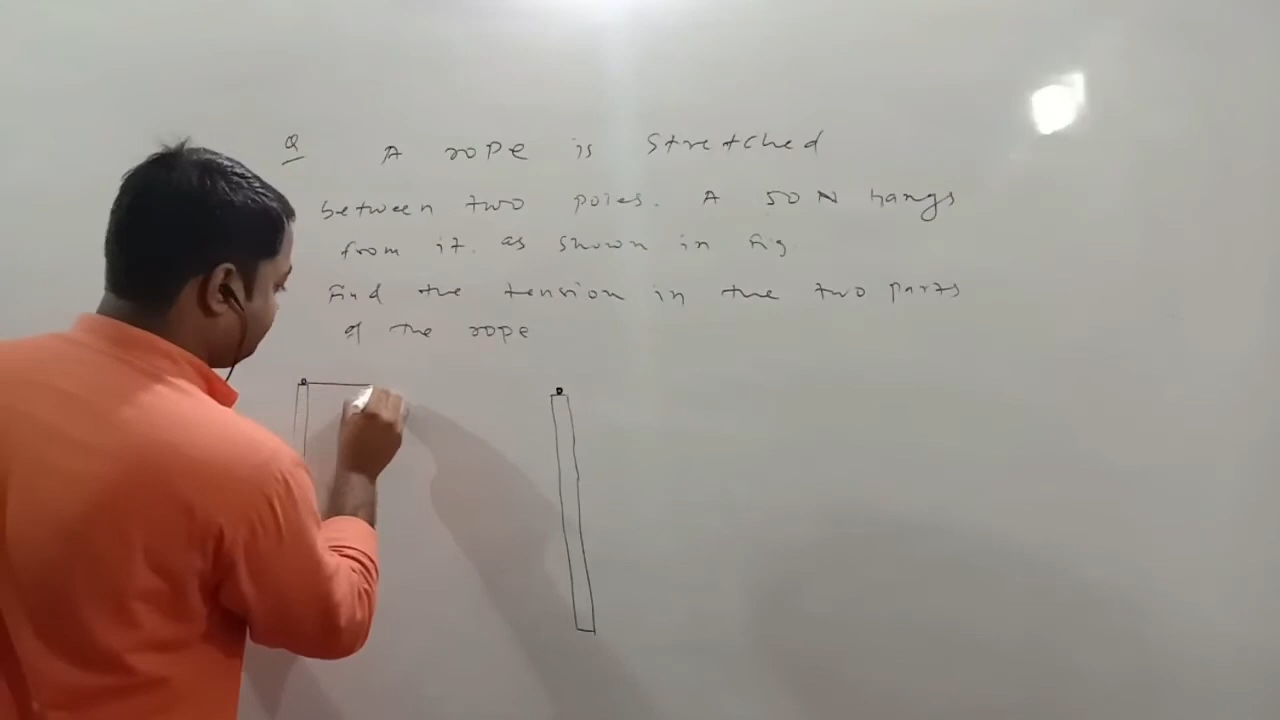 Q A rope is stretched
between two poles. A 50 N hangs
from it. as shown in Fig
Find the tension in the two parts
of the rope